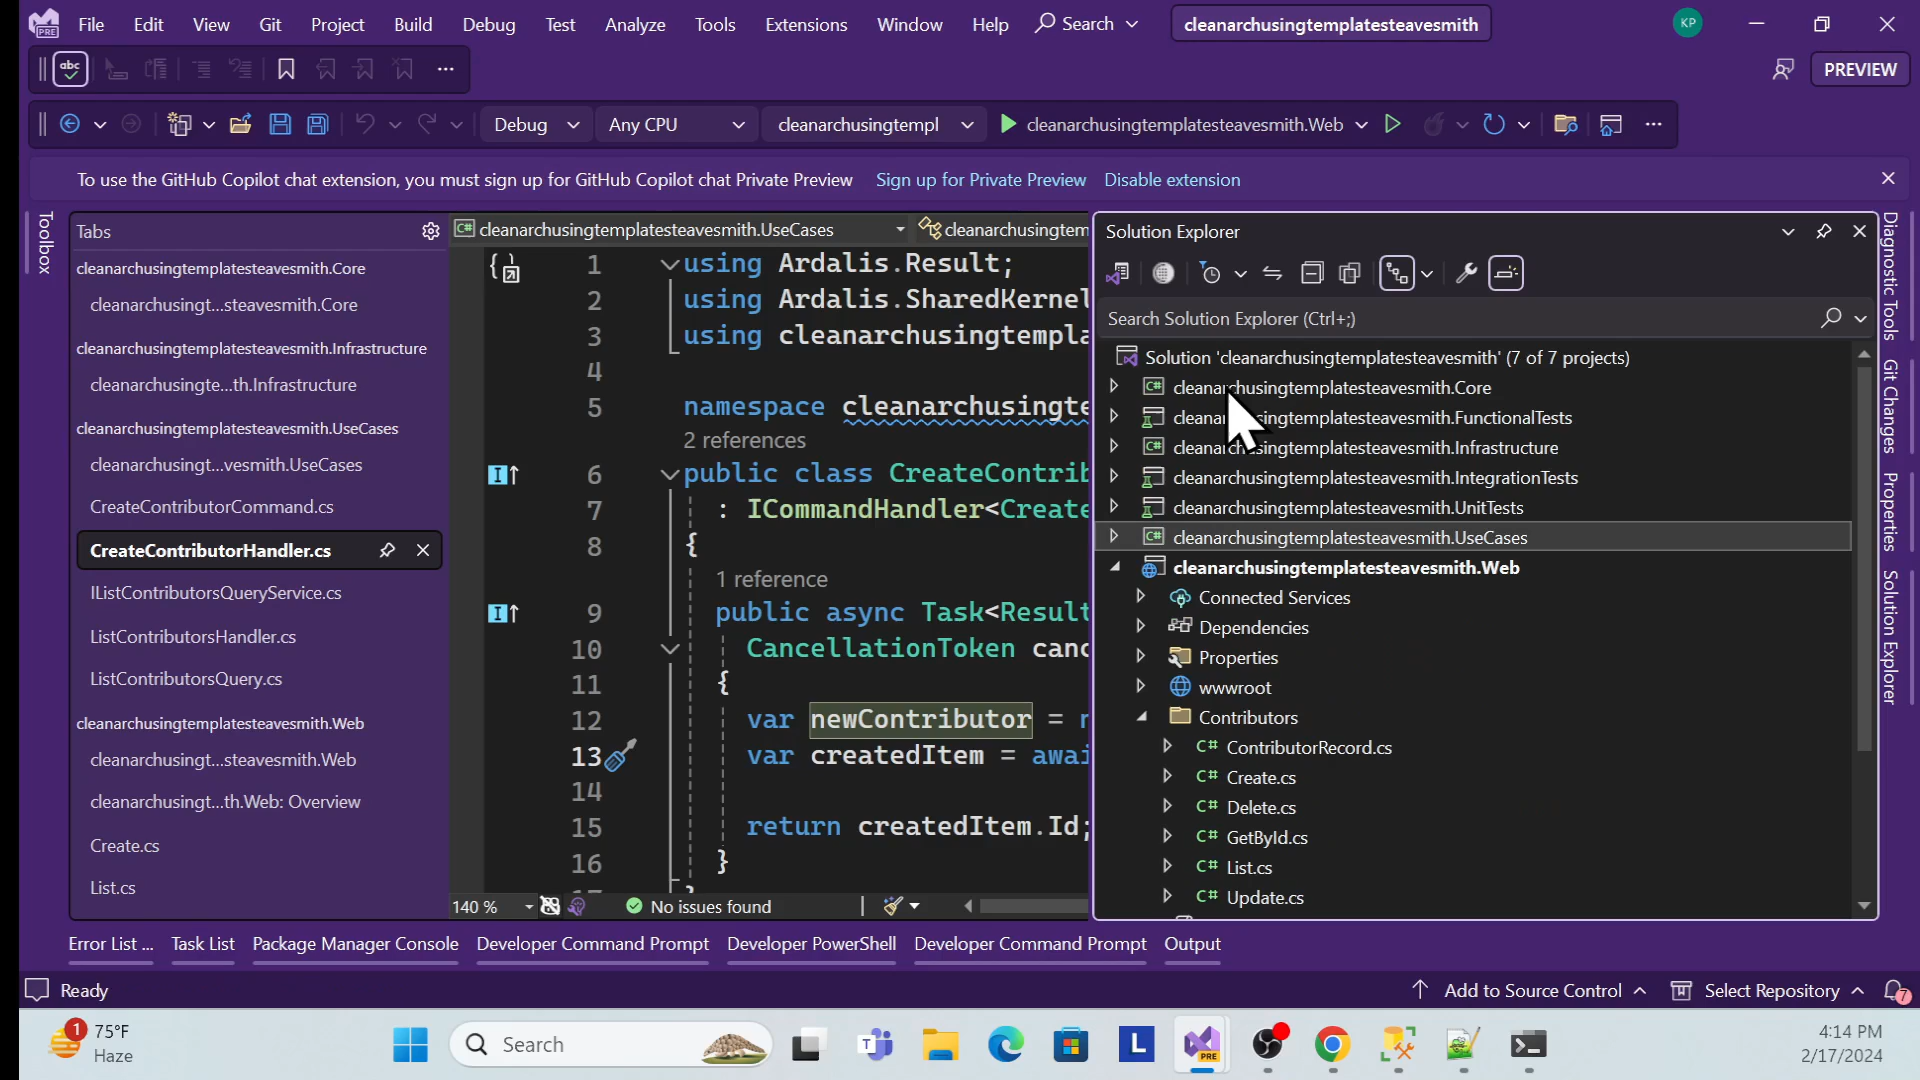 File Edit View Git Project Build Debug Test Analyze Tools Extensions Window Help Search cleanarchusingtemplatesteavesmith KP
abc PREVIEW
Debug Any CPU cleanarchusingtempl cleanarchusingtemplatesteavesmith.Web
To use the GitHub Copilot chat extension, you must sign up for GitHub Copilot chat Private Preview Sign up for Private Preview Disable extension
Toolbox
Tabs
cleanarchusingtemplatesteavesmith.Core
cleanarchusingt...steavesmith.Core
cleanarchusingtemplatesteavesmith.Infrastructure
cleanarchusingte...th.Infrastructure
cleanarchusingtemplatesteavesmith.UseCases
cleanarchusingt...vesmith.UseCases
CreateContributorCommand.cs
CreateContributorHandler.cs
IListContributorsQueryService.cs
ListContributorsHandler.cs
ListContributorsQuery.cs
cleanarchusingtemplatesteavesmith.Web
cleanarchusingt...steavesmith.Web
cleanarchusingt...th.Web: Overview
Create.cs
List.cs
C# cleanarchusingtemplatesteavesmith.UseCases cleanarchusingtem
1 using Ardalis.Result;
2 using Ardalis.SharedKernel
3 using cleanarchusingtempla
4
5 namespace cleanarchusingte
2 references
6 public class CreateContrib
7 : ICommandHandler<Create
8 {
1 reference
9 public async Task<Result
10 CancellationToken canc
11 {
12 var newContributor = n
13 var createdItem = awai
14
15 return createdItem.Id;
16 }
140 % No issues found
Solution Explorer
Search Solution Explorer (Ctrl+;)
Solution 'cleanarchusingtemplatesteavesmith' (7 of 7 projects)
C# cleanarchusingtemplatesteavesmith.Core
cleanarchusingtemplatesteavesmith.FunctionalTests
C# cleanarchusingtemplatesteavesmith.Infrastructure
cleanarchusingtemplatesteavesmith.IntegrationTests
cleanarchusingtemplatesteavesmith.UnitTests
C# cleanarchusingtemplatesteavesmith.UseCases
cleanarchusingtemplatesteavesmith.Web
Connected Services
Dependencies
Properties
wwwroot
Contributors
C# ContributorRecord.cs
C# Create.cs
C# Delete.cs
C# GetById.cs
C# List.cs
C# Update.cs
Diagnostic Tools
Git Changes
Properties
Solution Explorer
Error List ... Task List Package Manager Console Developer Command Prompt Developer PowerShell Developer Command Prompt Output
Ready Add to Source Control Select Repository 7
1 75°F
Haze
Search
L
PRE
4:14 PM
2/17/2024